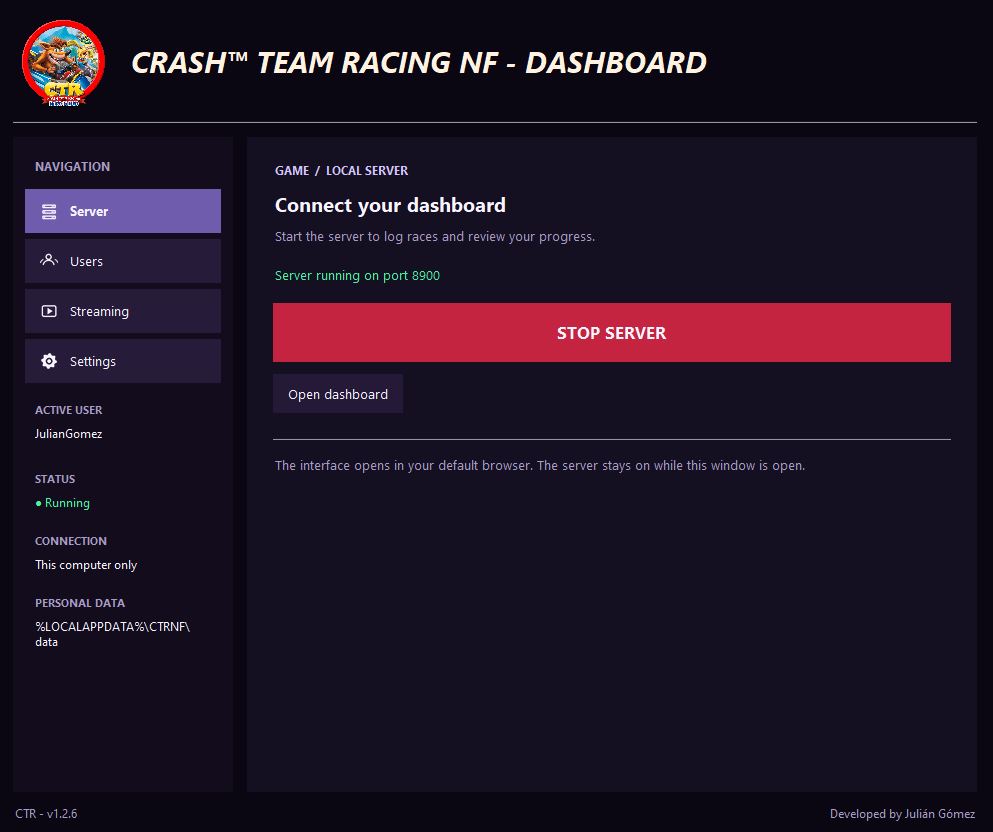 CTR
CRASH™ TEAM RACING NF - DASHBOARD
NAVIGATION
Server
Users
Streaming
Settings
ACTIVE USER
JulianGomez
STATUS
● Running
CONNECTION
This computer only
PERSONAL DATA
%LOCALAPPDATA%\CTRNF\
data
GAME / LOCAL SERVER
Connect your dashboard
Start the server to log races and review your progress.
Server running on port 8900
STOP SERVER
Open dashboard
The interface opens in your default browser. The server stays on while this window is open.
CTR - v1.2.6
Developed by Julián Gómez